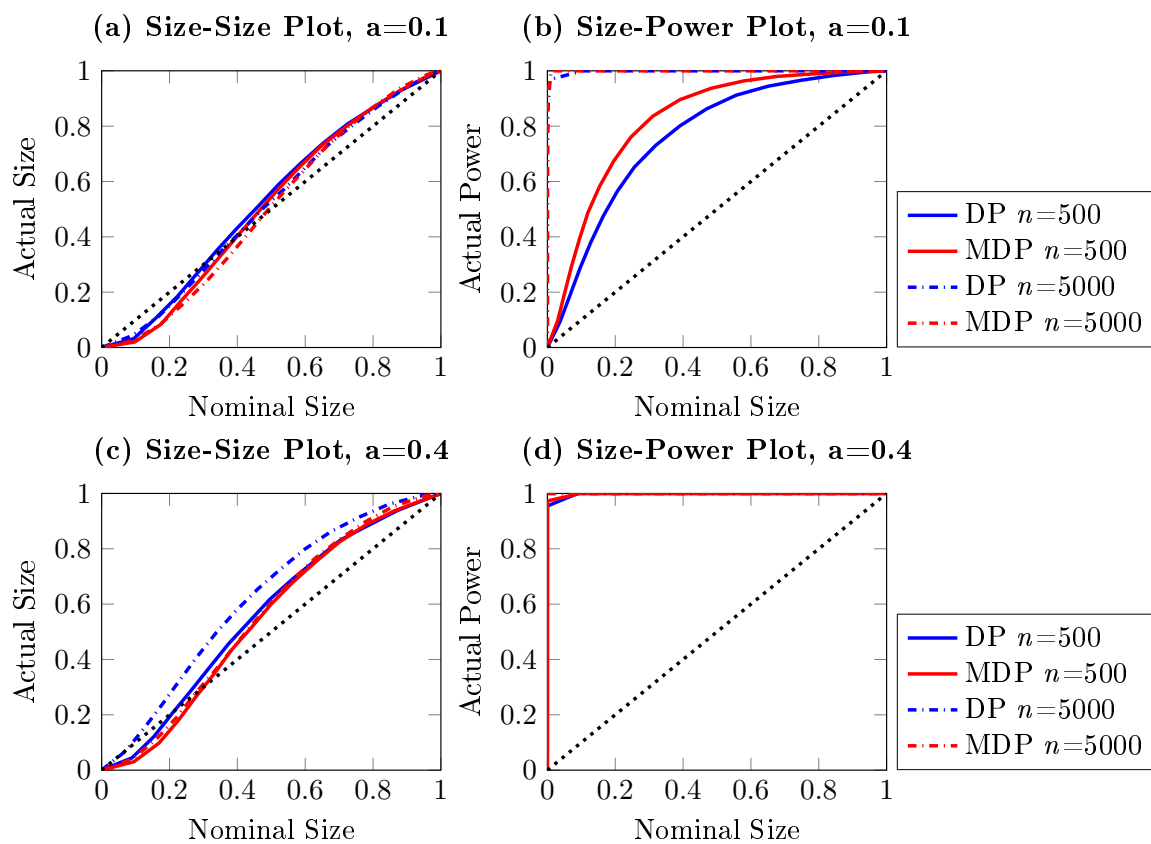 (a) Size-Size Plot, a=0.1
(b) Size-Power Plot, a=0.1
Actual Size
1
0.8
0.6
0.4
0.2
0
0 0.2 0.4 0.6 0.8 1
Nominal Size
Actual Power
1
0.8
0.6
0.4
0.2
0
0 0.2 0.4 0.6 0.8 1
Nominal Size
DP n=500
MDP n=500
DP n=5000
MDP n=5000
(c) Size-Size Plot, a=0.4
(d) Size-Power Plot, a=0.4
Actual Size
1
0.8
0.6
0.4
0.2
0
0 0.2 0.4 0.6 0.8 1
Nominal Size
Actual Power
1
0.8
0.6
0.4
0.2
0
0 0.2 0.4 0.6 0.8 1
Nominal Size
DP n=500
MDP n=500
DP n=5000
MDP n=5000